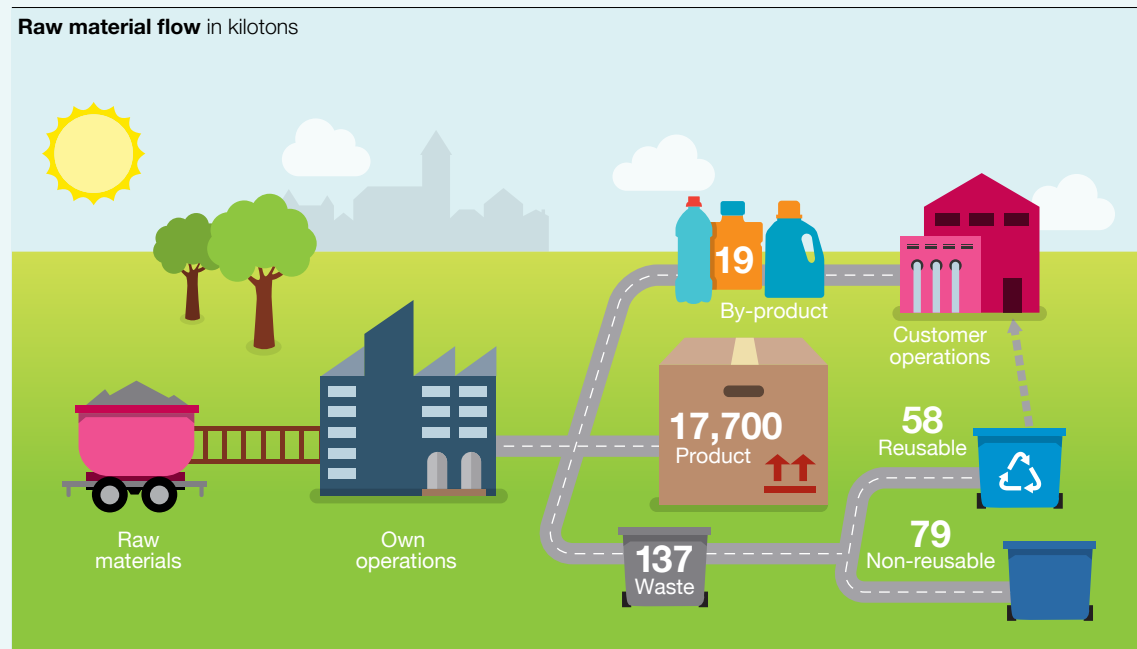 Raw material flow in kilotons
19
By-product
Customer
operations
17,700
Product
58
Reusable
Raw
materials
Own
operations
137
Waste
79
Non-reusable